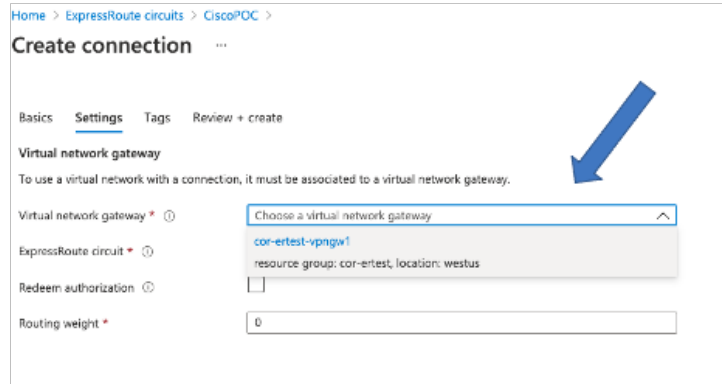 Home > ExpressRoute circuits > CiscoPOC >
Create connection ...
Basics Settings Tags Review + create
Virtual network gateway
To use a virtual network with a connection, it must be associated to a virtual network gateway.
Virtual network gateway * Choose a virtual network gateway
cor-ertest-vpngw1
ExpressRoute circuit * resource group: cor-ertest, location: westus
Redeem authorization
Routing weight * 0